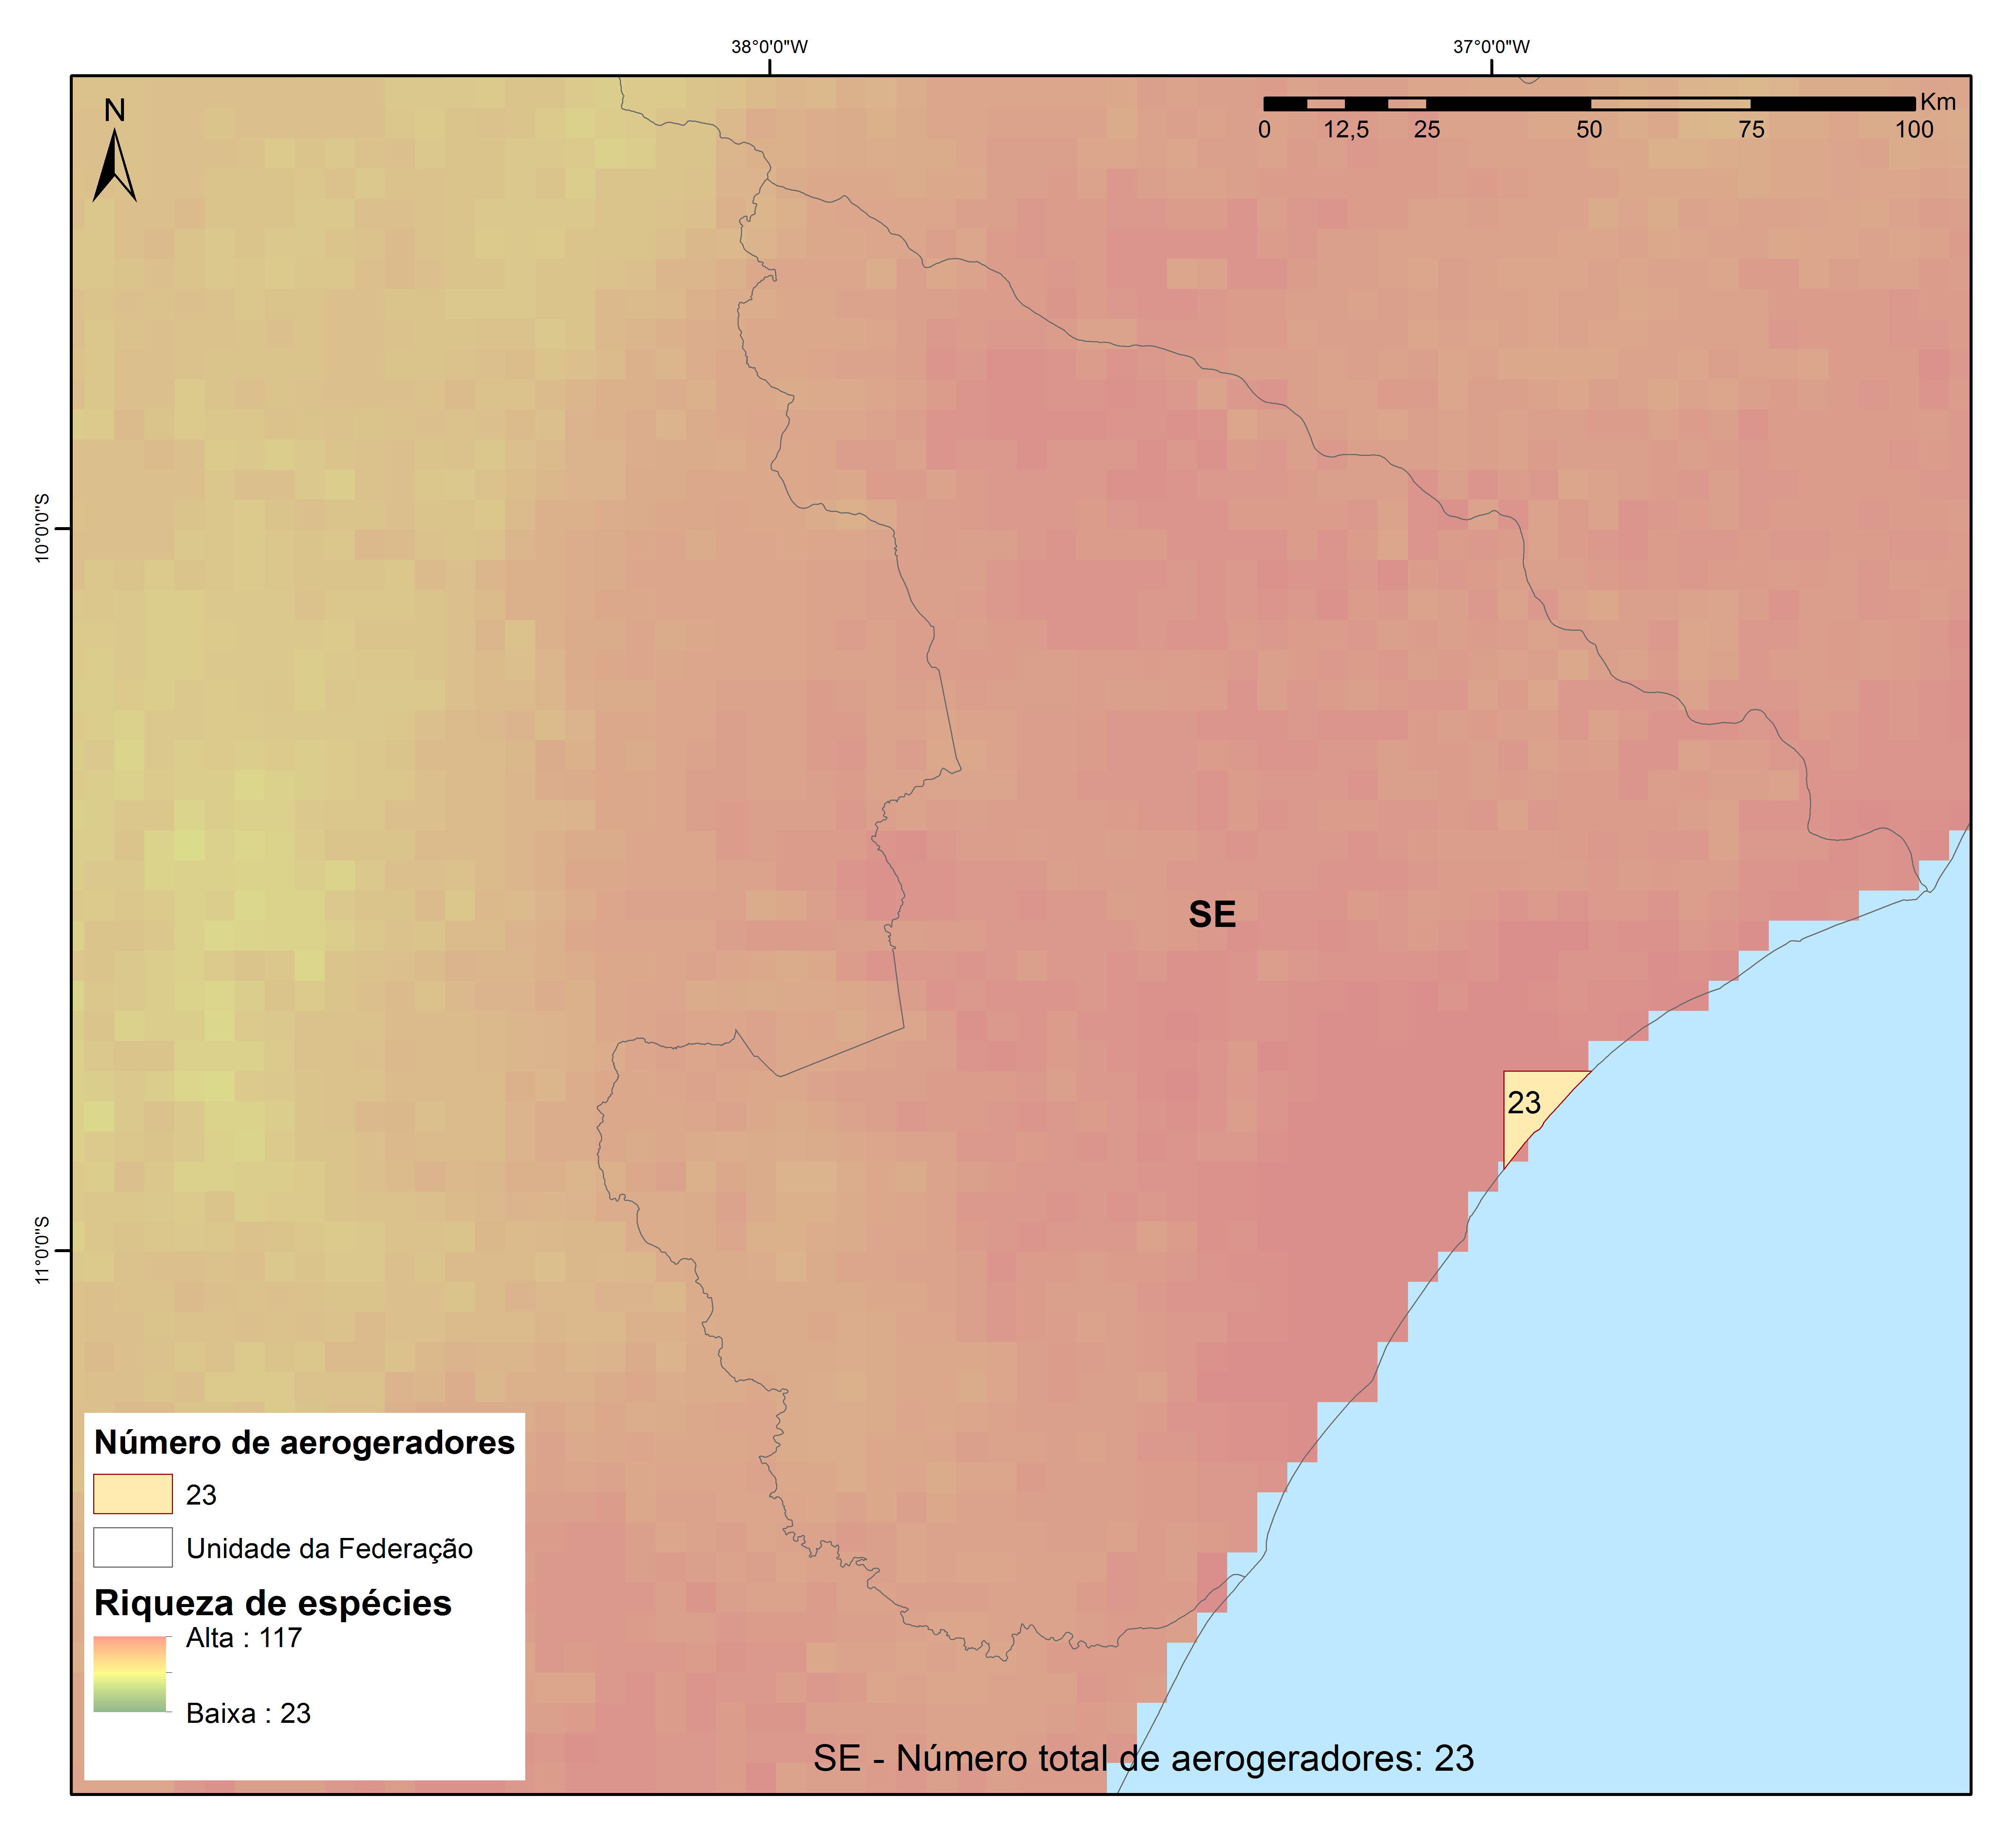 38°0'0"W
37°0'0"W
N
Km
0
12,5
25
50
75
100
10°0'0"S
SE
23
11°0'0"S
Número de aerogeradores
23
Unidade da Federação
Riqueza de espécies
Alta : 117
Baixa : 23
SE - Número total de aerogeradores: 23